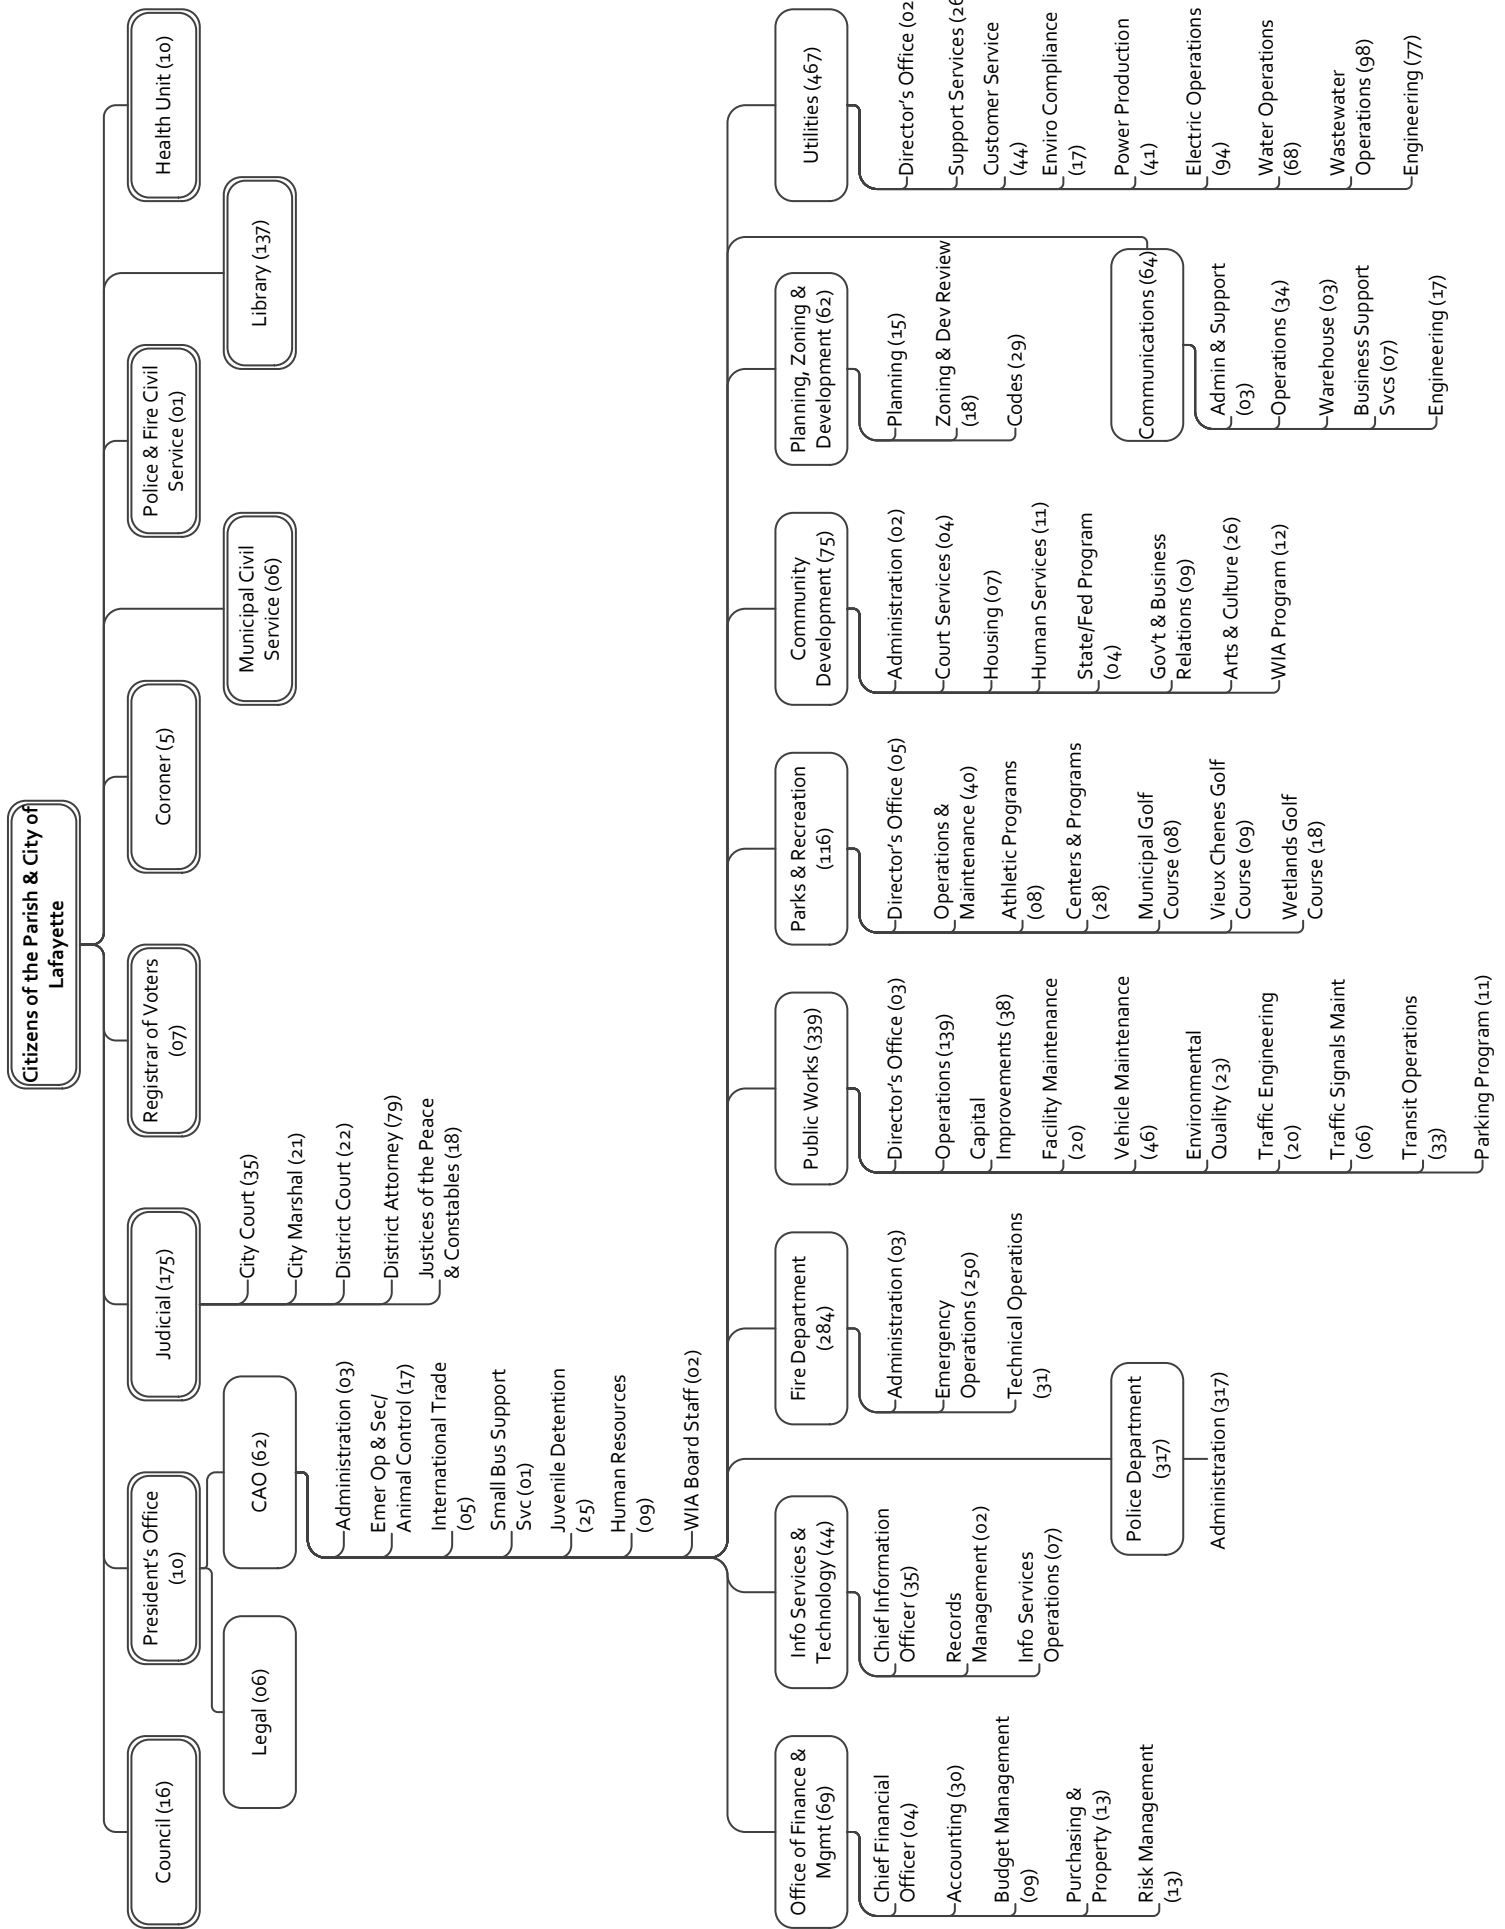 Citizens of the Parish & City of
Lafayette
Council (16)
President's Office
(10)
Judicial (175)
Registrar of Voters
(07)
Coroner (5)
Police & Fire Civil
Service (01)
Health Unit (10)
Legal (06)
CAO (62)
Municipal Civil
Service (06)
Library (137)
City Court (35)
City Marshal (21)
District Court (22)
District Attorney (79)
Justices of the Peace
& Constables (18)
Administration (03)
Emer Op & Sec/
Animal Control (17)
International Trade
(05)
Small Bus Support
Svc (01)
Juvenile Detention
(25)
Human Resources
(09)
WIA Board Staff (02)
Office of Finance &
Mgmt (69)
Chief Financial
Officer (04)
Accounting (30)
Budget Management
(09)
Purchasing &
Property (13)
Risk Management
(13)
Info Services &
Technology (44)
Chief Information
Officer (35)
Records
Management (02)
Info Services
Operations (07)
Police Department
(317)
Administration (317)
Fire Department
(284)
Administration (03)
Emergency
Operations (250)
Technical Operations
(31)
Public Works (339)
Director's Office (03)
Operations (139)
Capital
Improvements (38)
Facility Maintenance
(20)
Vehicle Maintenance
(46)
Environmental
Quality (23)
Traffic Engineering
(20)
Traffic Signals Maint
(06)
Transit Operations
(33)
Parking Program (11)
Parks & Recreation
(116)
Director's Office (05)
Operations &
Maintenance (40)
Athletic Programs
(08)
Centers & Programs
(28)
Municipal Golf
Course (08)
Vieux Chenes Golf
Course (09)
Wetlands Golf
Course (18)
Community
Development (75)
Administration (02)
Court Services (04)
Housing (07)
Human Services (11)
State/Fed Program
(04)
Gov't & Business
Relations (09)
Arts & Culture (26)
WIA Program (12)
Planning, Zoning &
Development (62)
Planning (15)
Zoning & Dev Review
(18)
Codes (29)
Communications (64)
Admin & Support
(03)
Operations (34)
Warehouse (03)
Business Support
Svcs (07)
Engineering (17)
Utilities (467)
Director's Office (02
Support Services (26
Customer Service
(44)
Enviro Compliance
(17)
Power Production
(41)
Electric Operations
(94)
Water Operations
(68)
Wastewater
Operations (98)
Engineering (77)